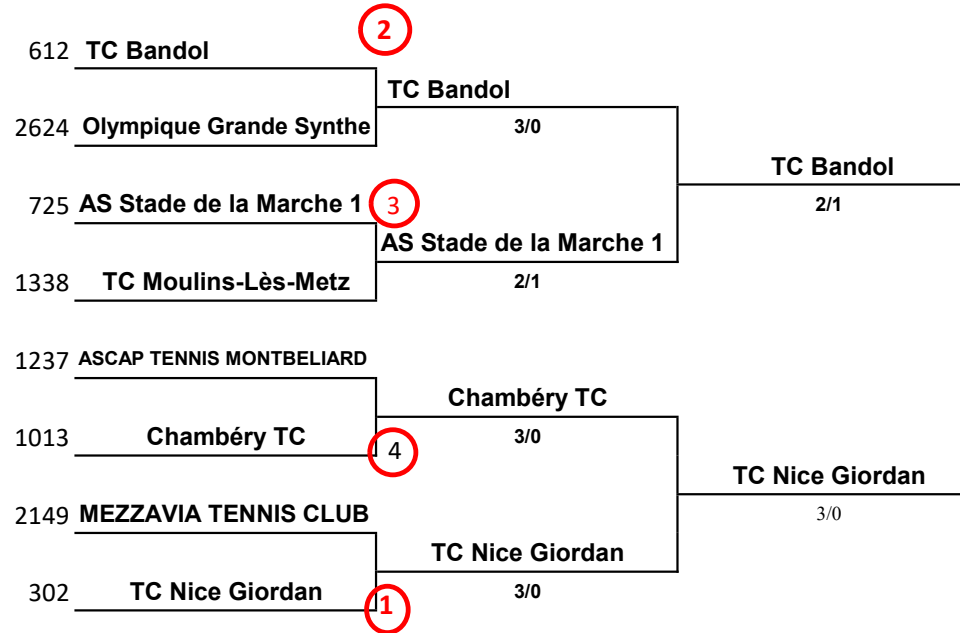 2
612 TC Bandol
TC Bandol
2624 Olympique Grande Synthe
3/0
TC Bandol
725 AS Stade de la Marche 1 3
2/1
AS Stade de la Marche 1
1338 TC Moulins-Lès-Metz
2/1
1237 ASCAP TENNIS MONTBELIARD
Chambéry TC
1013 Chambéry TC 4
3/0
TC Nice Giordan
2149 MEZZAVIA TENNIS CLUB
3/0
TC Nice Giordan
302 TC Nice Giordan 1
3/0